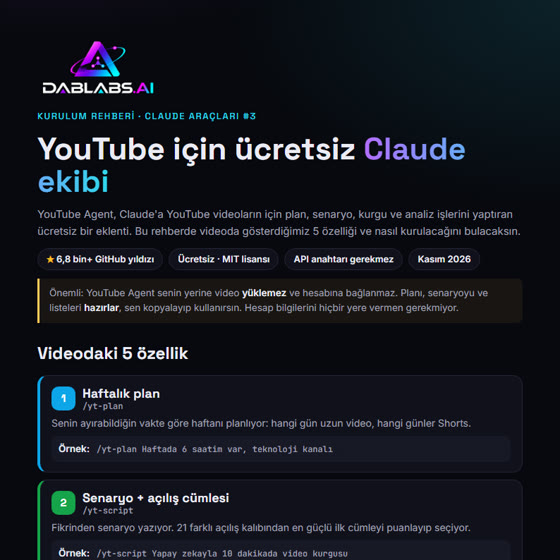 DABLABS.AI
KURULUM REHBERİ · CLAUDE ARAÇLARI #3
YouTube için ücretsiz Claude
ekibi
YouTube Agent, Claude'a YouTube videoların için plan, senaryo, kurgu ve analiz işlerini yaptıran
ücretsiz bir eklenti. Bu rehberde videoda gösterdiğimiz 5 özelliği ve nasıl kurulacağını bulacaksın.
★ 6,8 bin+ GitHub yıldızı
Ücretsiz · MIT lisansı
API anahtarı gerekmez
Kasım 2026
Önemli: YouTube Agent senin yerine video yüklemez ve hesabına bağlanmaz. Planı, senaryoyu ve
listeleri hazırlar, sen kopyalayıp kullanırsın. Hesap bilgilerini hiçbir yere vermen gerekmiyor.
Videodaki 5 özellik
1
Haftalık plan
/yt-plan
Senin ayırabildiğin vakte göre haftanı planlıyor: hangi gün uzun video, hangi günler Shorts.
Örnek: /yt-plan Haftada 6 saatim var, teknoloji kanalı
2
Senaryo + açılış cümlesi
/yt-script
Fikrinden senaryo yazıyor. 21 farklı açılış kalıbından en güçlü ilk cümleyi puanlayıp seçiyor.
Örnek: /yt-script Yapay zekayla 10 dakikada video kurgusu